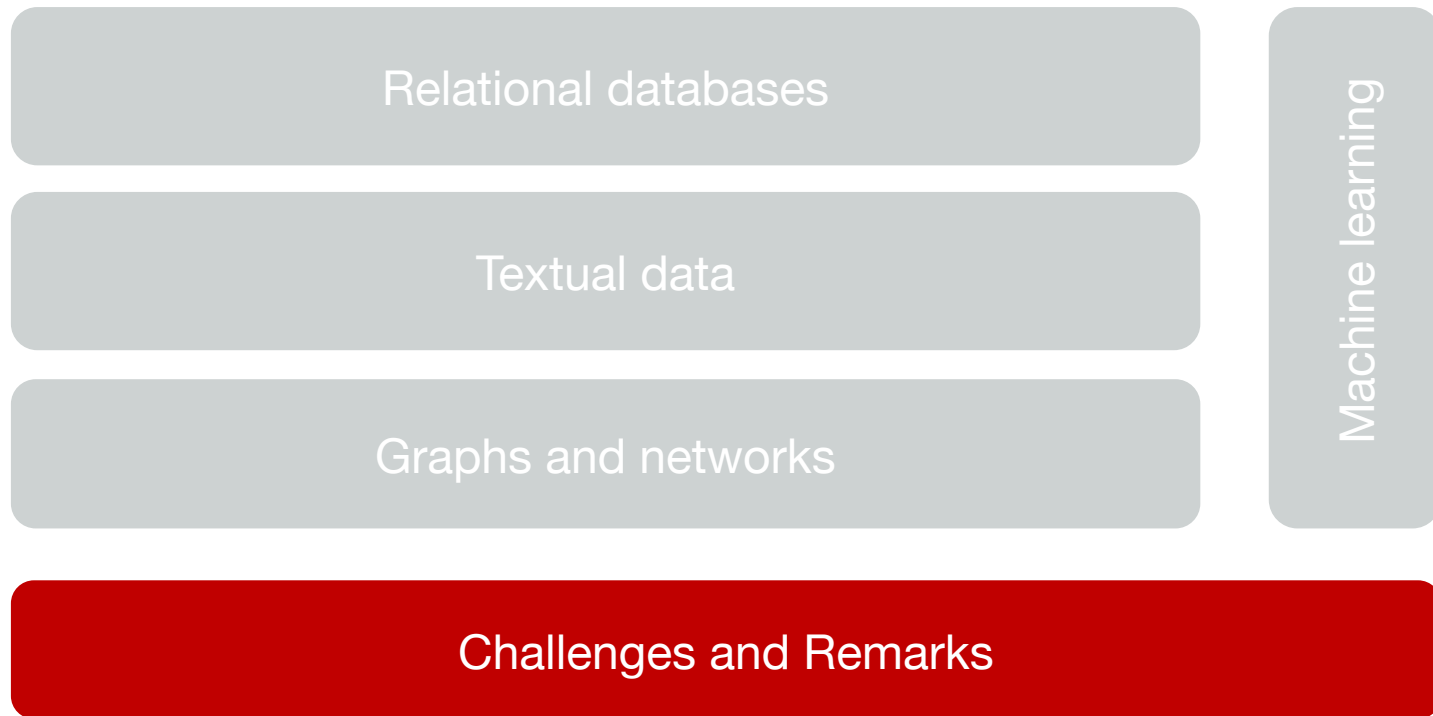 Relational databases
Textual data
Graphs and networks
Machine learning
Challenges and Remarks